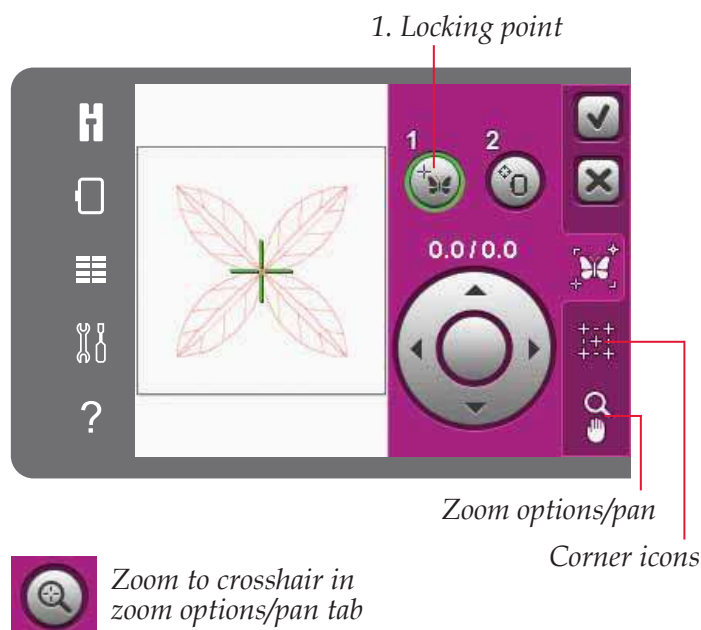 1. Locking point
1 2
0.0/0.0
?
Zoom options/pan
Corner icons
Zoom to crosshair in
zoom options/pan tab